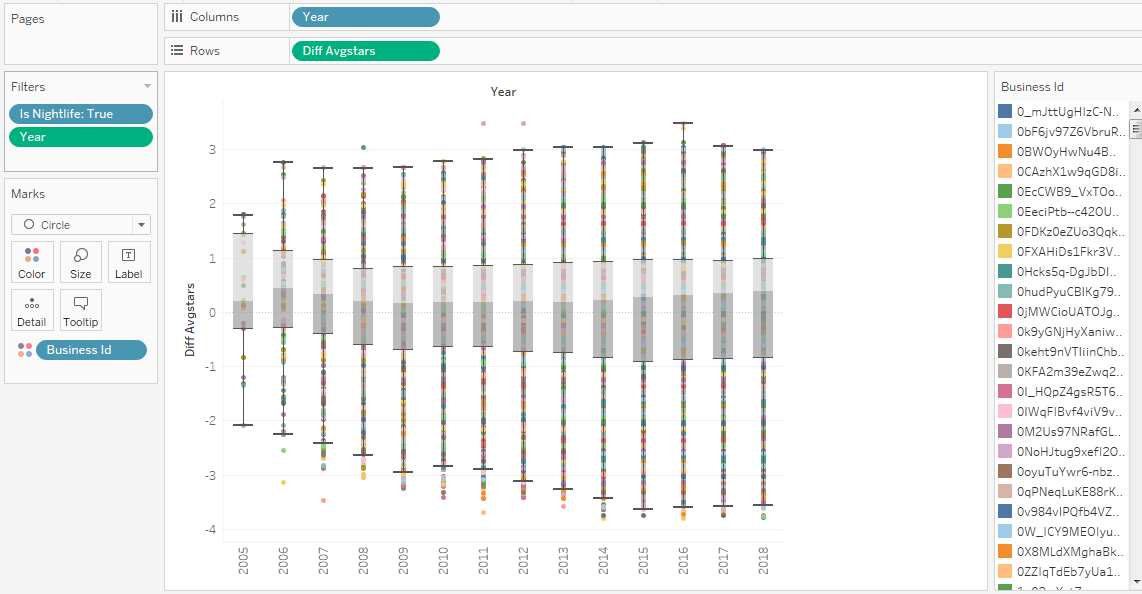 Pages
Columns
Year
Rows
Diff Avgstars
Filters
Is Nightlife: True
Year
Marks
Circle
Color
Size
Label
Detail
Tooltip
Business Id
Year
Diff Avgstars
3
2
1
0
-1
-2
-3
-4
2005 2006 2007 2008 2009 2010 2011 2012 2013 2014 2015 2016 2017 2018
Business Id
0_mJttUgHIzC-N..
0bF6jv97Z6VbruR..
0BWOyHwNu4B..
0CAzhX1w9qGD8i..
0EcCWB9_VxTOo..
0EeciPtb--c42OU..
0FDKz0eZUo3Qqk..
0FXAHiDs1Fkr3V..
0HcksSq-DgJbDI..
0hudPyuCBIKg79..
0jMWCioUATOJg..
0k9yGNjHyXaniw..
0keht9nVTIiinChb..
0KFA2m39eZwq2..
0l_HQpZ4gsR5T6..
0IWqFIBvf4viV9v..
0M2Us97NRafGL..
0NoHJtug9xefI2O..
0oyuTuYwr6-nbz..
0qPNeqLuKE88rK..
0v984vIPQfb4VZ..
0W_ICY9MEOlyu..
0X8MLdXMghaBk..
0ZZIqTdEb7yUa1..